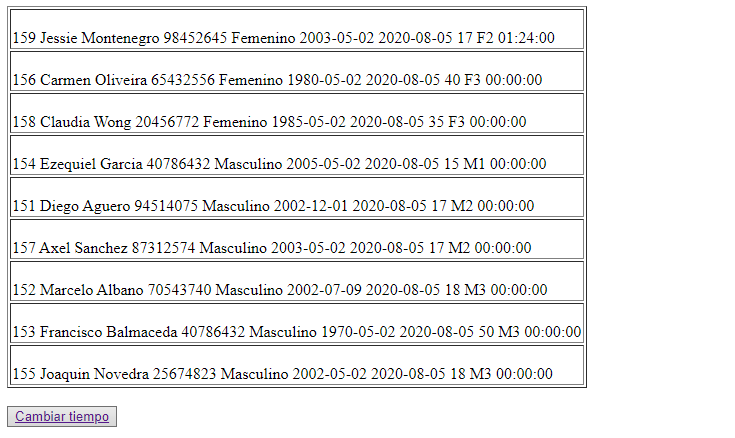 159 Jessie Montenegro 98452645 Femenino 2003-05-02 2020-08-05 17 F2 01:24:00
156 Carmen Oliveira 65432556 Femenino 1980-05-02 2020-08-05 40 F3 00:00:00
158 Claudia Wong 20456772 Femenino 1985-05-02 2020-08-05 35 F3 00:00:00
154 Ezequiel Garcia 40786432 Masculino 2005-05-02 2020-08-05 15 M1 00:00:00
151 Diego Aguero 94514075 Masculino 2002-12-01 2020-08-05 17 M2 00:00:00
157 Axel Sanchez 87312574 Masculino 2003-05-02 2020-08-05 17 M2 00:00:00
152 Marcelo Albano 70543740 Masculino 2002-07-09 2020-08-05 18 M3 00:00:00
153 Francisco Balmaceda 40786432 Masculino 1970-05-02 2020-08-05 50 M3 00:00:00
155 Joaquin Novedra 25674823 Masculino 2002-05-02 2020-08-05 18 M3 00:00:00
Cambiar tiempo